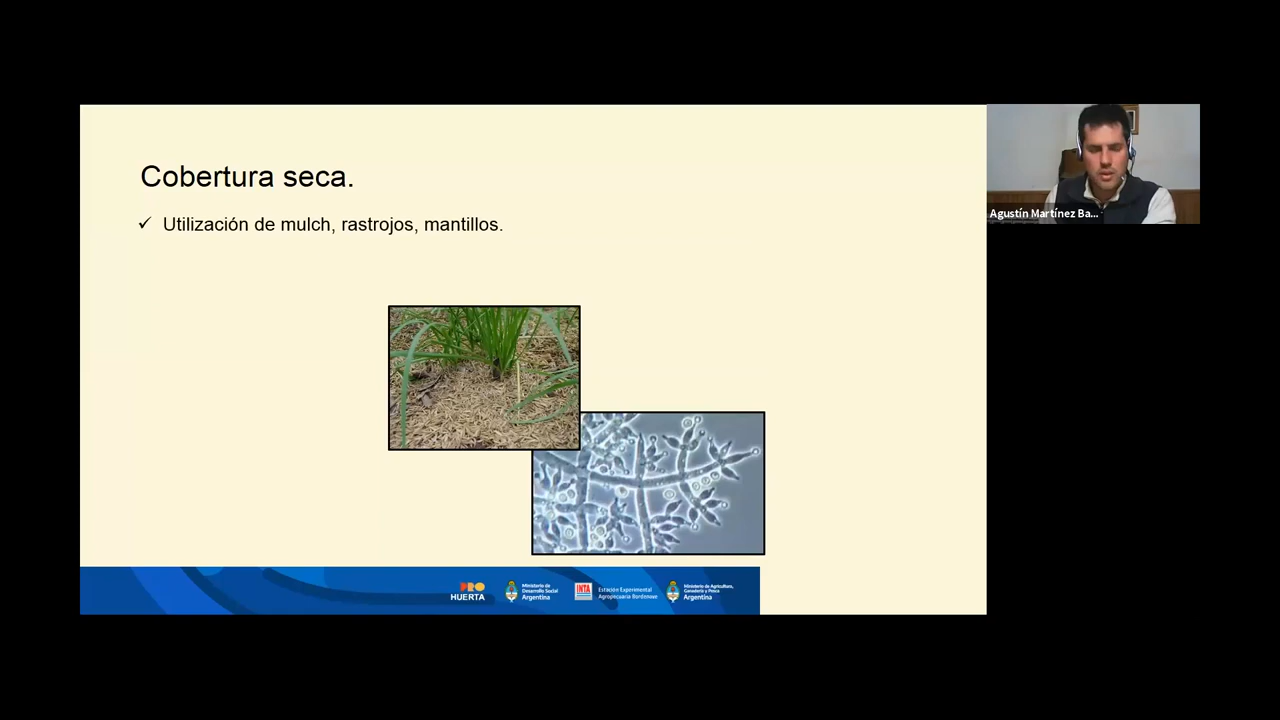 Cobertura seca.
✓ Utilización de mulch, rastrojos, mantillos.
Agustín Martínez Ba...
PRO
HUERTA
Ministerio de
Desarrollo Social
Argentina
INTA
Estación Experimental
Agropecuaria Bordenave
Ministerio de Agricultura,
Ganadería y Pesca
Argentina